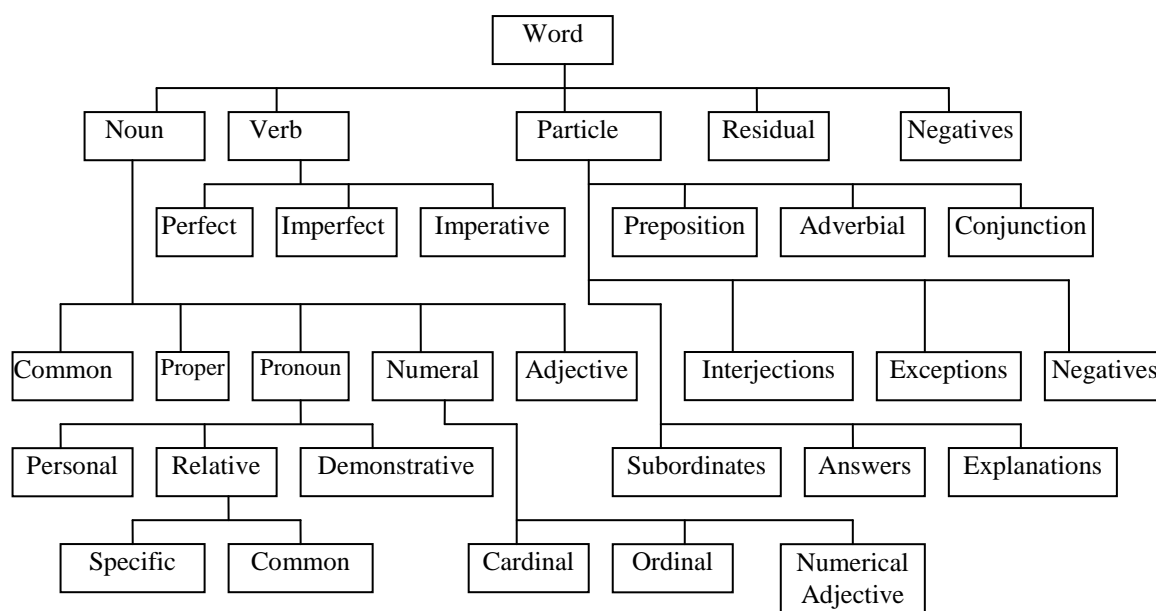 Word
Noun Verb Particle Residual Negatives
Perfect Imperfect Imperative Preposition Adverbial Conjunction
Common Proper Pronoun Numeral Adjective Interjections Exceptions Negatives
Personal Relative Demonstrative Subordinates Answers Explanations
Specific Common Cardinal Ordinal Numerical
Adjective